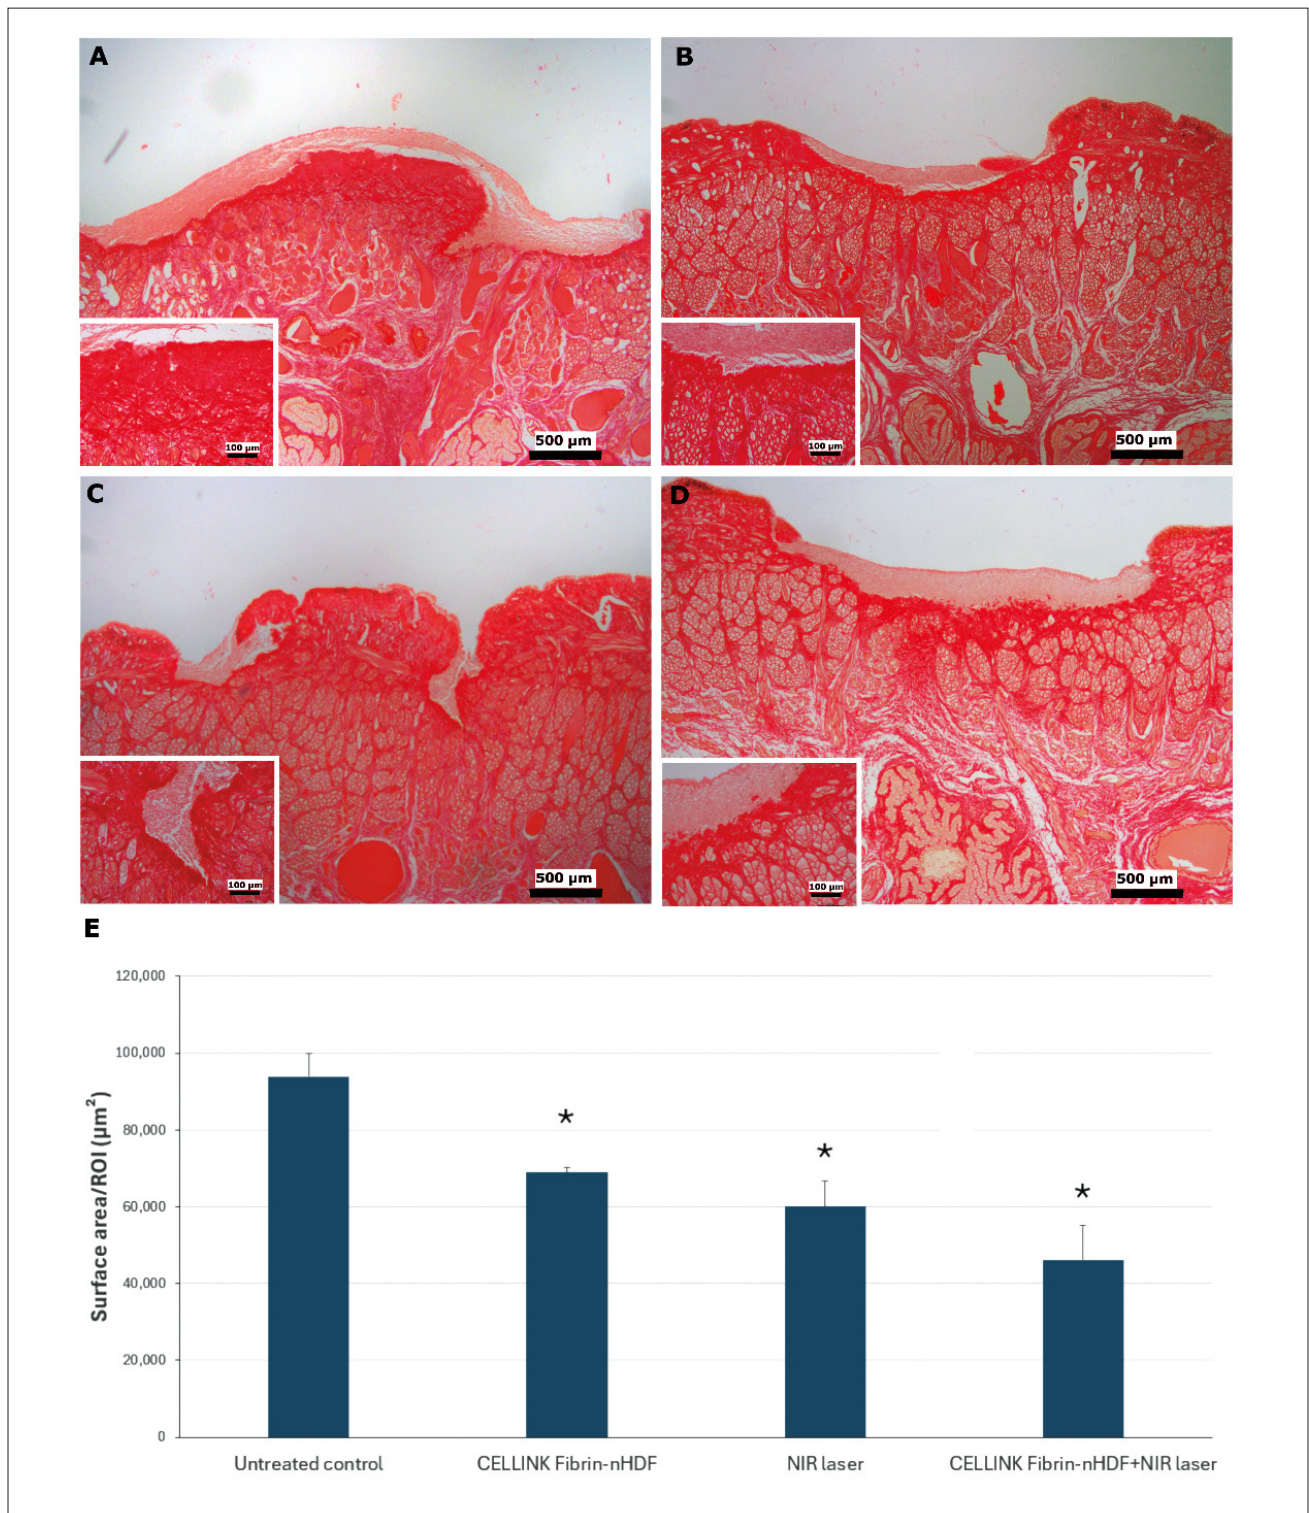 A
B
100 µm
500 µm
100 µm
500 µm
C
D
100 µm
500 µm
100 µm
500 µm
E
120,000
100,000
80,000
60,000
40,000
20,000
0
Surface area/ROI (µm²)
*
*
*
Untreated control
CELLINK Fibrin-nHDF
NIR laser
CELLINK Fibrin-nHDF+NIR laser